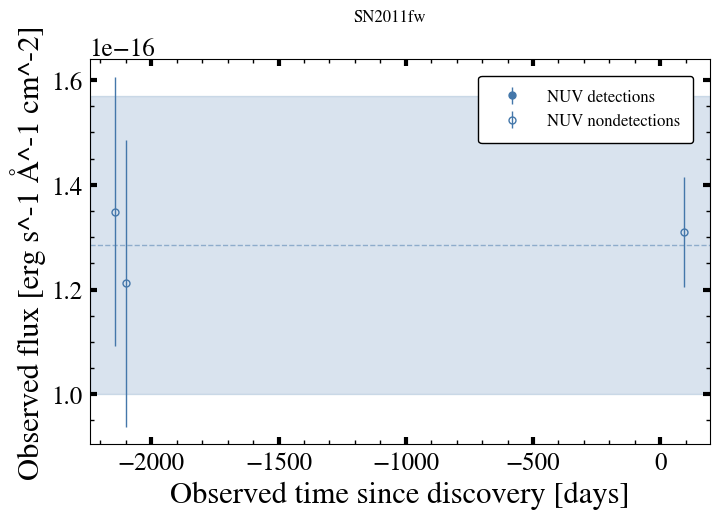 SN2011fw
1e−16
1.6
1.4
1.2
1.0
Observed flux [erg s^-1 Å^-1 cm^-2]
NUV detections
NUV nondetections
−2000
−1500
−1000
−500
0
Observed time since discovery [days]